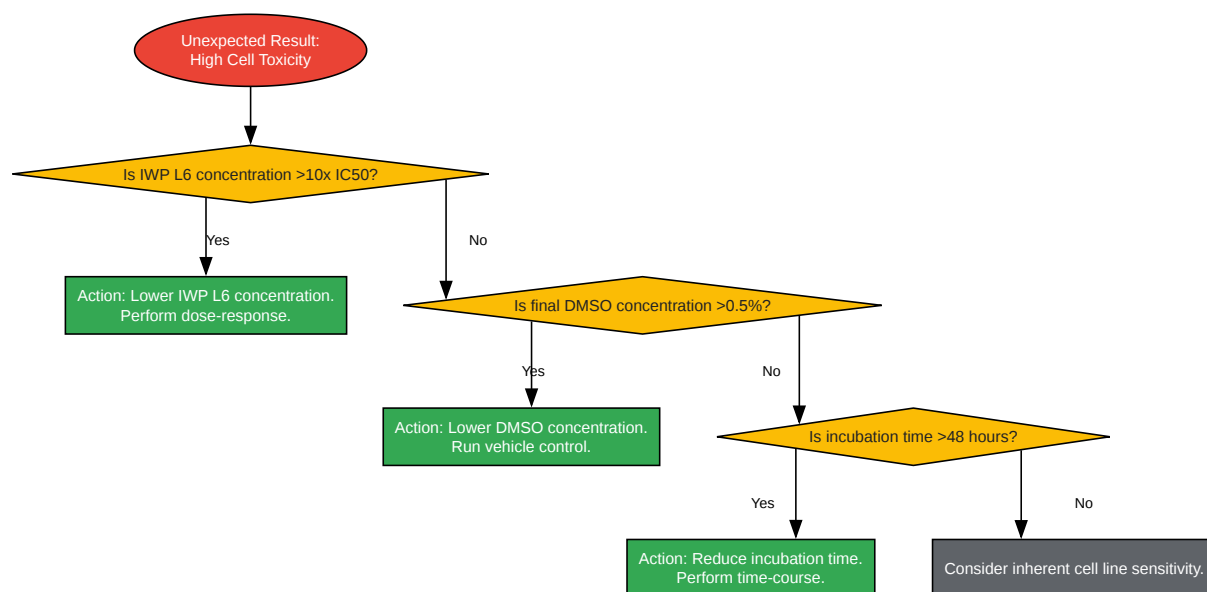 Unexpected Result:
High Cell Toxicity
Is IWP L6 concentration >10x IC50?
Yes
No
Action: Lower IWP L6 concentration.
Perform dose-response.
Is final DMSO concentration >0.5%?
Yes
No
Action: Lower DMSO concentration.
Run vehicle control.
Is incubation time >48 hours?
Yes
No
Action: Reduce incubation time.
Perform time-course.
Consider inherent cell line sensitivity.